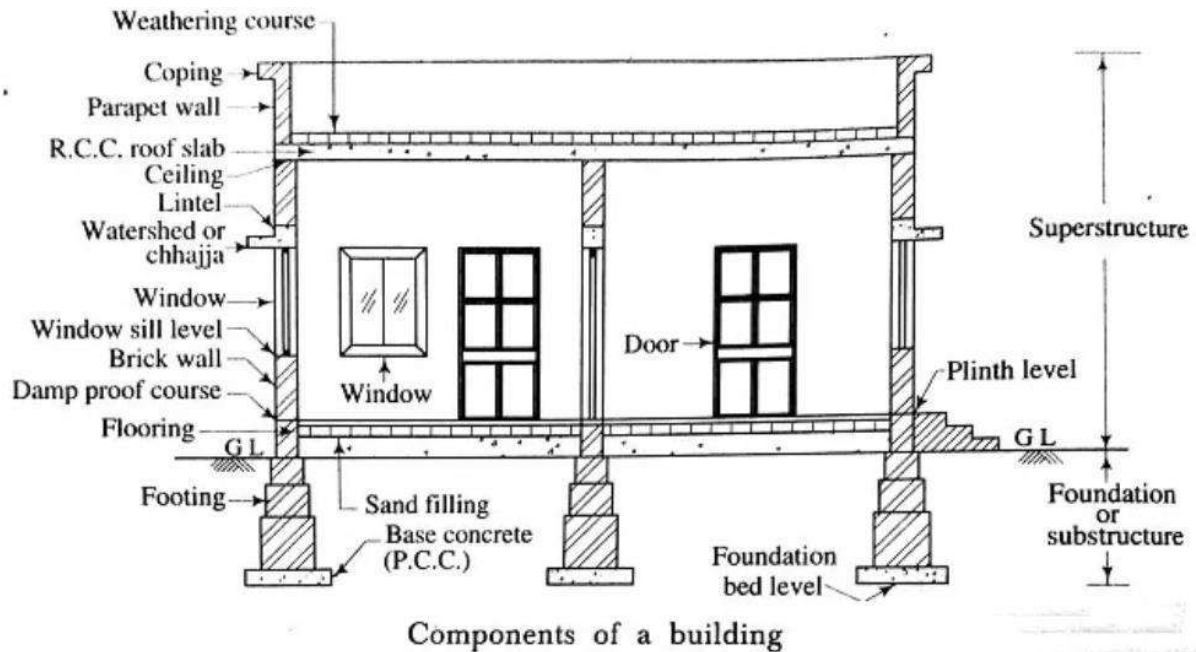 Weathering course
Coping
Parapet wall
R.C.C. roof slab
Ceiling
Lintel
Watershed or
chhajja
Window
Window sill level
Brick wall
Damp proof course
Flooring
G L
Footing
Window
Door
Sand filling
Base concrete
(P.C.C.)
Foundation
bed level
Superstructure
Plinth level
G L
Foundation
or
substructure
Components of a building